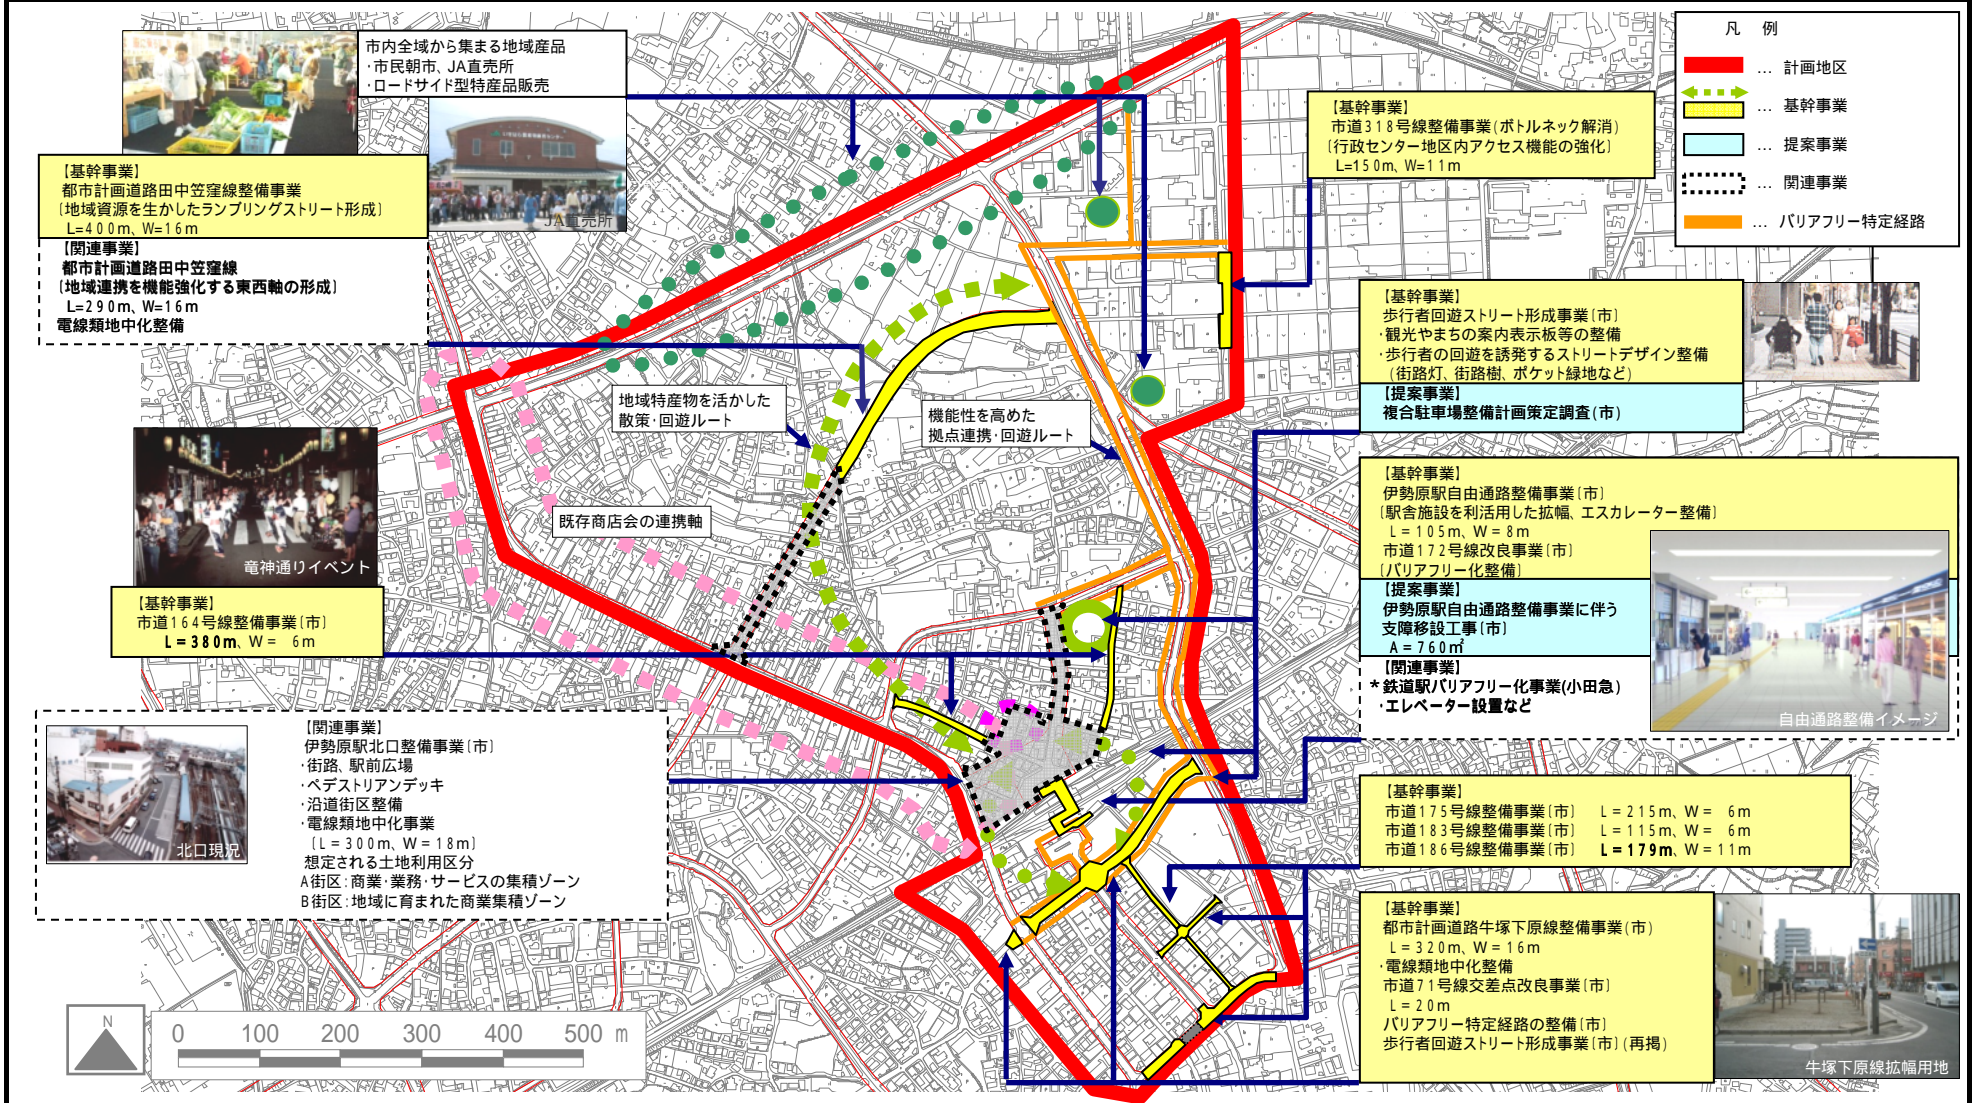 市内全域から集まる地域産品
・市民朝市、JA直売所
・ロードサイド型特産品販売
JA直売所
【基幹事業】
都市計画道路田中笠窪線整備事業
〔地域資源を生かしたランブリングストリート形成〕
L=400m、W=16m
【関連事業】
都市計画道路田中笠窪線
〔地域連携を機能強化する東西軸の形成〕
L=290m、W=16m
電線類地中化整備
竜神通りイベント
【基幹事業】
市道164号線整備事業〔市〕
L=380m、W= 6m
北口現況
【関連事業】
伊勢原駅北口整備事業〔市〕
・街路、駅前広場
・ペデストリアンデッキ
・沿道街区整備
・電線類地中化事業
〔L=300m、W=18m〕
想定される土地利用区分
A街区:商業・業務・サービスの集積ゾーン
B街区:地域に育まれた商業集積ゾーン
N
0 100 200 300 400 500 m
地域特産物を活かした
散策・回遊ルート
既存商店会の連携軸
機能性を高めた
拠点連携・回遊ルート
凡 例
… 計画地区
… 基幹事業
… 提案事業
… 関連事業
… バリアフリー特定経路
【基幹事業】
市道318号線整備事業(ボトルネック解消)
〔行政センター地区内アクセス機能の強化〕
L=150m、W=11m
【基幹事業】
歩行者回遊ストリート形成事業〔市〕
・観光やまちの案内表示板等の整備
・歩行者の回遊を誘発するストリートデザイン整備
(街路灯、街路樹、ポケット緑地など)
【提案事業】
複合駐車場整備計画策定調査(市)
【基幹事業】
伊勢原駅自由通路整備事業〔市〕
〔駅舎施設を利活用した拡幅、エスカレーター整備〕
L=105m、W=8m
市道172号線改良事業〔市〕
〔バリアフリー化整備〕
【提案事業】
伊勢原駅自由通路整備事業に伴う
支障移設工事〔市〕
A=760㎡
【関連事業】
*鉄道駅バリアフリー化事業(小田急)
・エレベーター設置など
自由通路整備イメージ
【基幹事業】
市道175号線整備事業〔市〕 L=215m、W= 6m
市道183号線整備事業〔市〕 L=115m、W= 6m
市道186号線整備事業〔市〕 L=179m、W=11m
【基幹事業】
都市計画道路牛塚下原線整備事業(市)
L=320m、W=16m
・電線類地中化整備
市道71号線交差点改良事業〔市〕
L=20m
バリアフリー特定経路の整備〔市〕
歩行者回遊ストリート形成事業〔市〕(再掲)
牛塚下原線拡幅用地